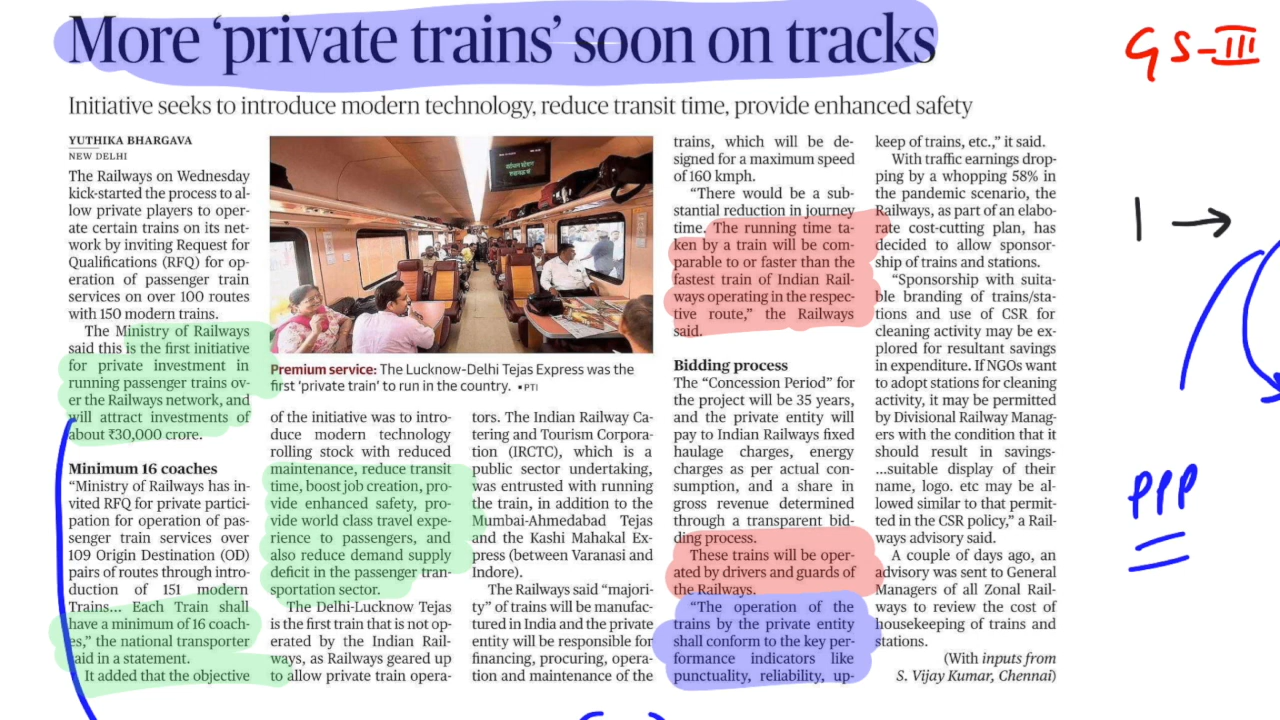 More ‘private trains’ soon on tracks
GS-III
Initiative seeks to introduce modern technology, reduce transit time, provide enhanced safety
YUTHIKA BHARGAVA
NEW DELHI
The Railways on Wednesday
kick-started the process to al-
low private players to oper-
ate certain trains on its net-
work by inviting Request for
Qualifications (RFQ) for op-
eration of passenger train
services on over 100 routes
with 150 modern trains.
The Ministry of Railways
said this is the first initiative
for private investment in
running passenger trains ov-
er the Railways network, and
will attract investments of
about ₹30,000 crore.
Minimum 16 coaches
“Ministry of Railways has in-
vited RFQ for private partici-
pation for operation of pas-
senger train services over
109 Origin Destination (OD)
pairs of routes through intro-
duction of 151 modern
Trains... Each Train shall
have a minimum of 16 coach-
es,” the national transporter
said in a statement.
It added that the objective
Premium service: The Lucknow-Delhi Tejas Express was the
first ‘private train’ to run in the country. ▪PTI
of the initiative was to intro-
duce modern technology
rolling stock with reduced
maintenance, reduce transit
time, boost job creation, pro-
vide enhanced safety, pro-
vide world class travel expe-
rience to passengers, and
also reduce demand supply
deficit in the passenger tran-
sportation sector.
The Delhi-Lucknow Tejas
is the first train that is not op-
erated by the Indian Rail-
ways, as Railways geared up
to allow private train opera-
tors. The Indian Railway Ca-
tering and Tourism Corpora-
tion (IRCTC), which is a
public sector undertaking,
was entrusted with running
the train, in addition to the
Mumbai-Ahmedabad Tejas
and the Kashi Mahakal Ex-
press (between Varanasi and
Indore).
The Railways said “majori-
ty” of trains will be manufac-
tured in India and the private
entity will be responsible for
financing, procuring, opera-
tion and maintenance of the
trains, which will be de-
signed for a maximum speed
of 160 kmph.
“There would be a sub-
stantial reduction in journey
time. The running time ta-
ken by a train will be com-
parable to or faster than the
fastest train of Indian Rail-
ways operating in the respec-
tive route,” the Railways
said.
Bidding process
The “Concession Period” for
the project will be 35 years,
and the private entity will
pay to Indian Railways fixed
haulage charges, energy
charges as per actual con-
sumption, and a share in
gross revenue determined
through a transparent bid-
ding process.
These trains will be oper-
ated by drivers and guards of
the Railways.
“The operation of the
trains by the private entity
shall conform to the key per-
formance indicators like
punctuality, reliability, up-
keep of trains, etc.,” it said.
With traffic earnings drop-
ping by a whopping 58% in
the pandemic scenario, the
Railways, as part of an elabo-
rate cost-cutting plan, has
decided to allow sponsor-
ship of trains and stations.
“Sponsorship with suita-
ble branding of trains/sta-
tions and use of CSR for
cleaning activity may be ex-
plored for resultant savings
in expenditure. If NGOs want
to adopt stations for cleaning
activity, it may be permitted
by Divisional Railway Manag-
ers with the condition that it
should result in savings-
...suitable display of their
name, logo. etc may be al-
lowed similar to that permit-
ted in the CSR policy,” a Rail-
ways advisory said.
A couple of days ago, an
advisory was sent to General
Managers of all Zonal Rail-
ways to review the cost of
housekeeping of trains and
stations.
(With inputs from
S. Vijay Kumar, Chennai)
1 →
PPP